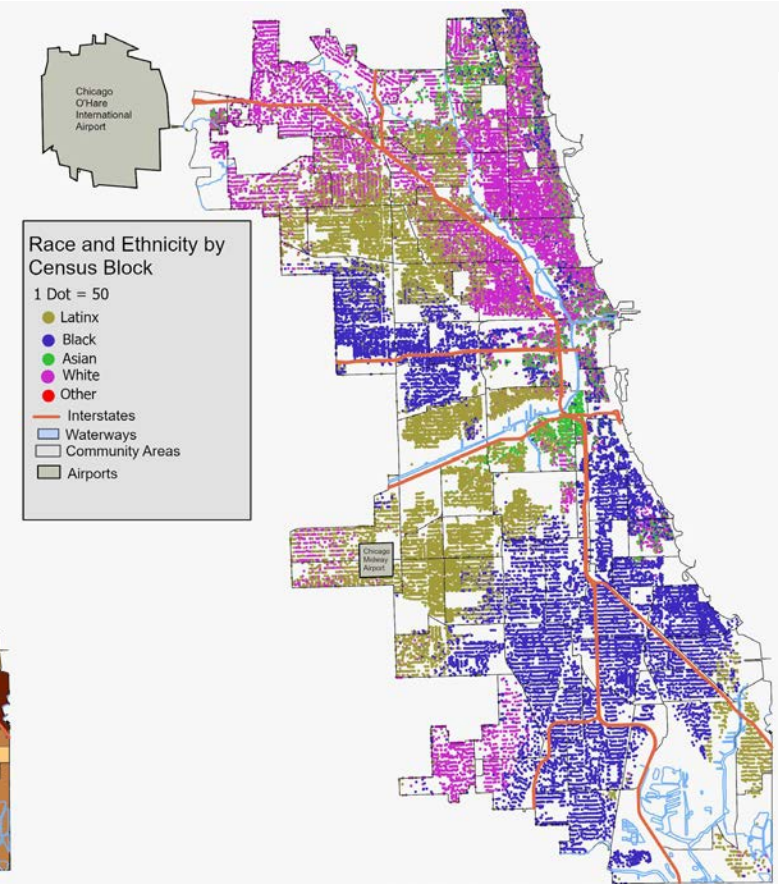 Chicago
O'Hare
International
Airport
Race and Ethnicity by
Census Block
1 Dot = 50
Latinx
Black
Asian
White
Other
Interstates
Waterways
Community Areas
Airports
Chicago
Midway
Airport